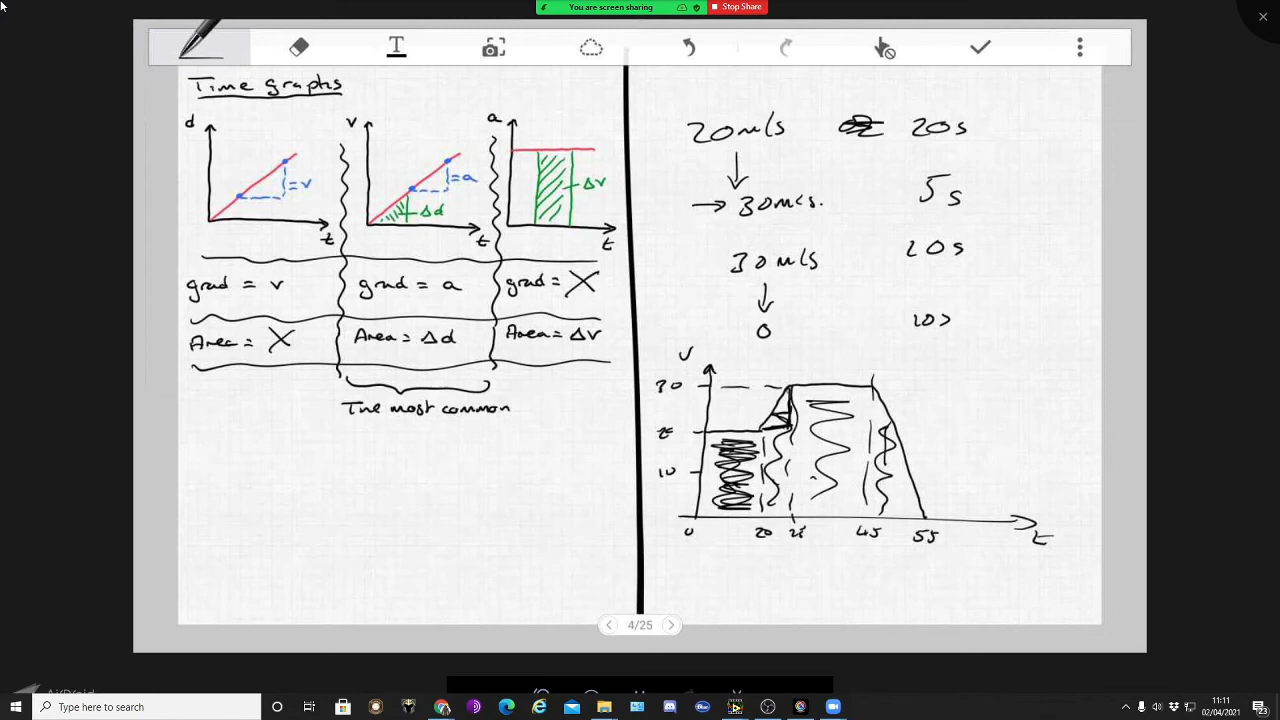 You are screen sharing
Stop Share
T
Time graphs
d
= v
t
v
= a
Δd
t
a
Δv
t
grad = v
grad = a
grad = X
Area = X
Area = Δd
Area = Δv
The most common
20m/s 20s
→ 30m/s. 5s
30m/s 20s
0 10s
v
30
10
0 20 25 45 55
t
4/25
AirDroid
Type here to search
11:11
02/04/2021